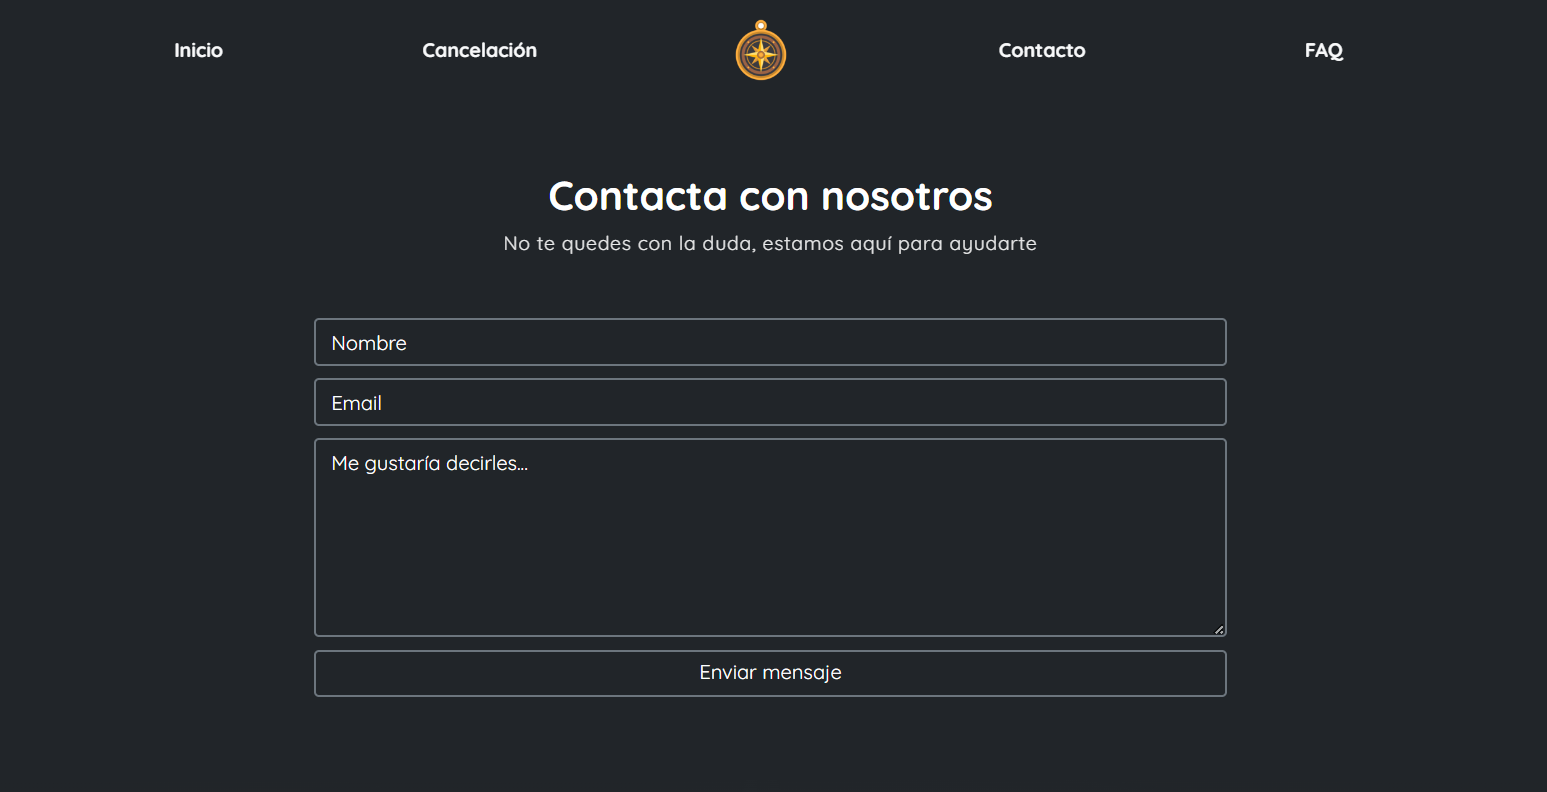 Inicio Cancelación Contacto FAQ
Contacta con nosotros
No te quedes con la duda, estamos aquí para ayudarte
Nombre
Email
Me gustaría decirles...
Enviar mensaje